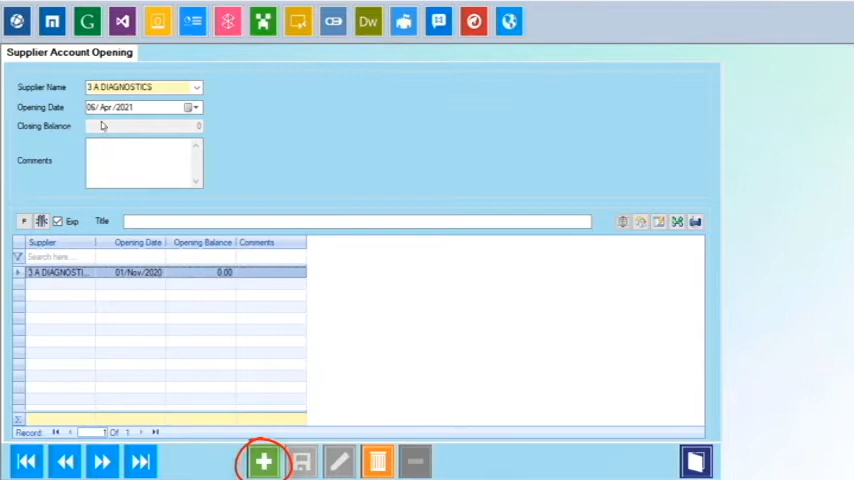 G
Dw
Supplier Account Opening
Supplier Name 3 A DIAGNOSTICS
Opening Date 06/ Apr /2021
Closing Balance 0
Comments
F Exp Title
Supplier Opening Date Opening Balance Comments
Search here....
3 A DIAGNOSTI... 01/Nov/2020 0.00
Σ
Record: 1 Of 1